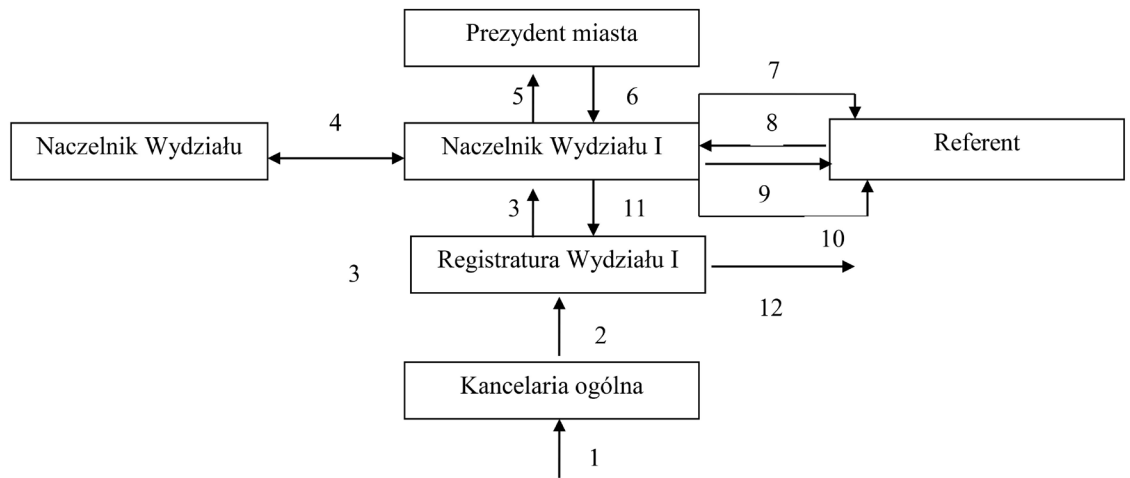 Prezydent miasta
7
5
6
4
8
Naczelnik Wydziału
Naczelnik Wydziału I
Referent
9
3
11
10
Registratura Wydziału I
3
12
2
Kancelaria ogólna
1